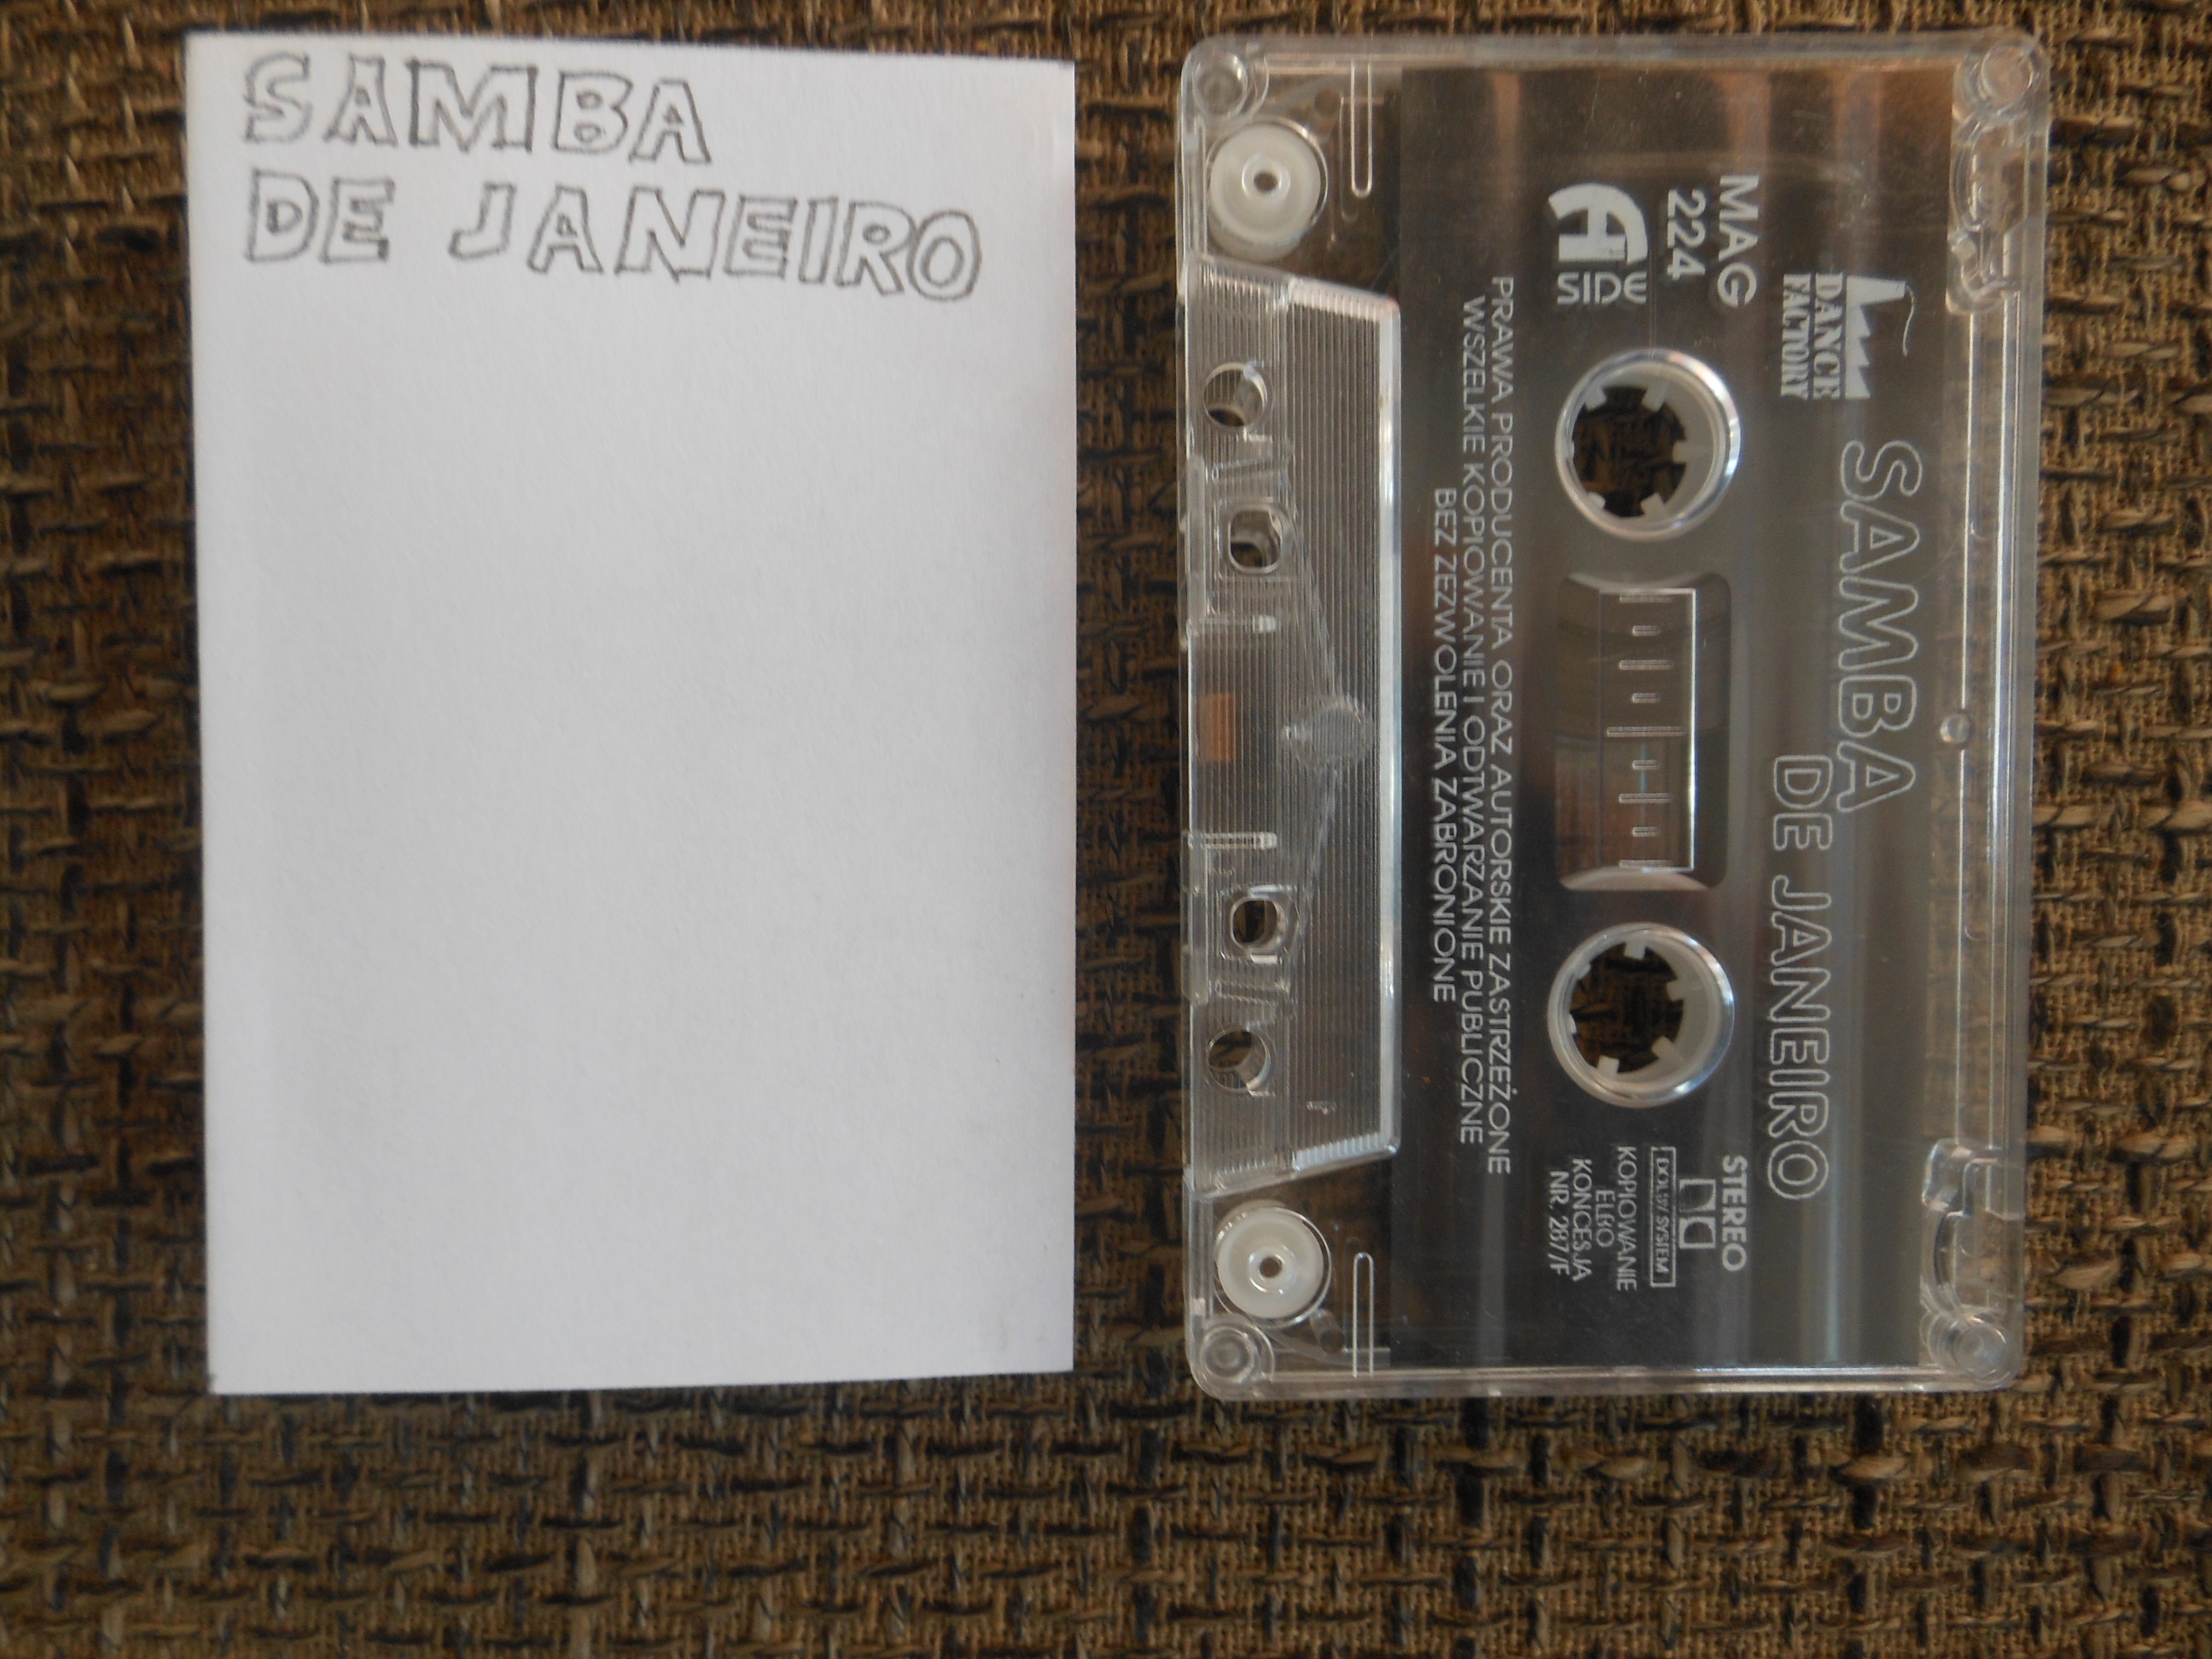 SAMBA
DE JANEIRO
DANCE
FACTORY
SAMBA
DE JANEIRO
MAG
224
A
SIDE
STEREO
DOLBY SYSTEM
KOPIOWANIE
ELBO
KONCESJA
NR. 287/F
PRAWA PRODUCENTA ORAZ AUTORSKIE ZASTRZEŻONE
WSZELKIE KOPIOWANIE I ODTWARZANIE PUBLICZNE
BEZ ZEZWOLENIA ZABRONIONE